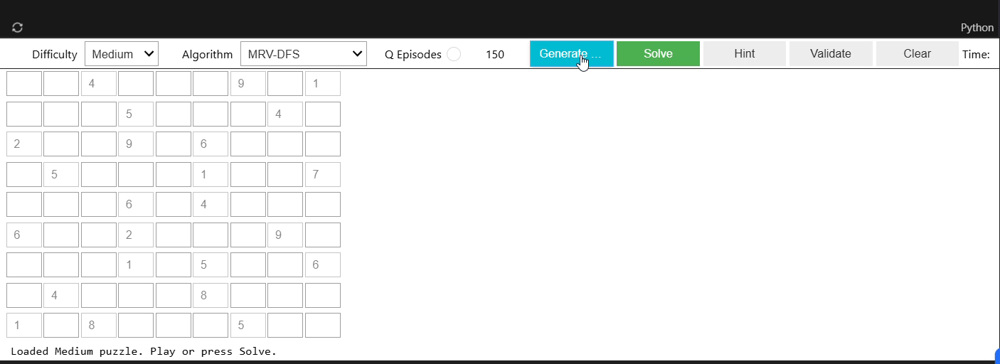 Python
Difficulty Medium Algorithm MRV-DFS Q Episodes 150 Generate ... Solve Hint Validate Clear Time:
4 9 1
5 4
2 9 6
5 1 7
6 4
6 2 9
1 5 6
4 8
1 8 5
Loaded Medium puzzle. Play or press Solve.